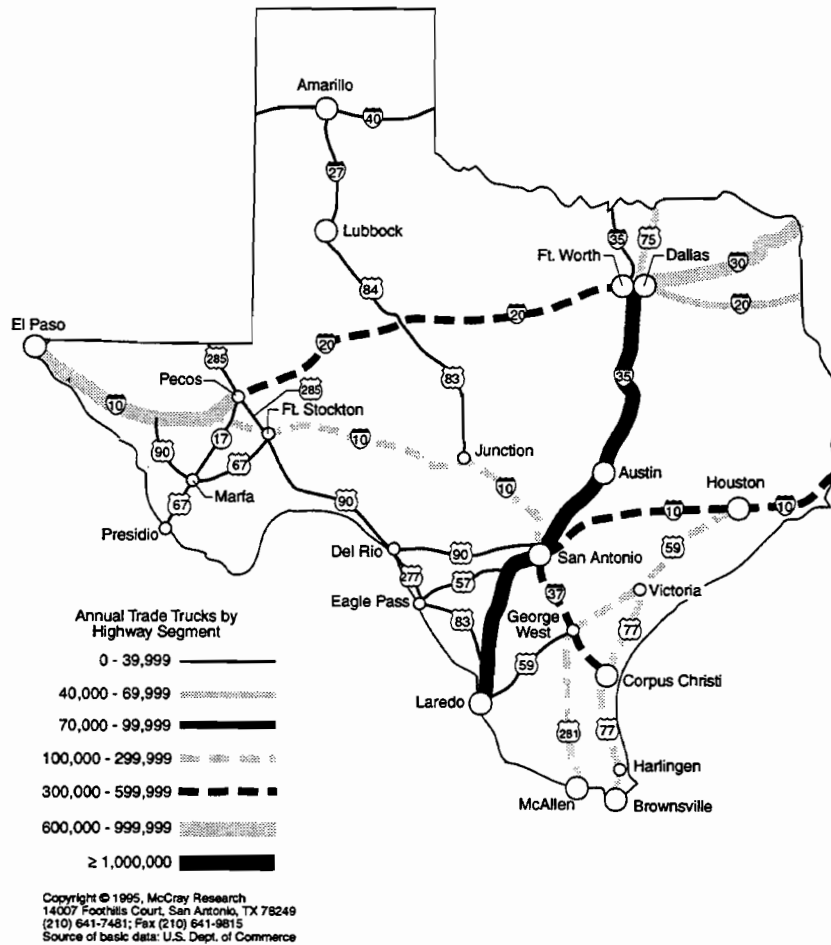 Amarillo
40
27
Lubbock
35
75
Ft. Worth
Dallas
84
30
20
El Paso
20
20
285
Pecos
285
83
35
10
Ft. Stockton
17
10
Junction
90
67
Austin
Houston
Marfa
10
67
90
10
10
Presidio
Del Rio
90
San Antonio
59
277
57
37
Victoria
Eagle Pass
George
West
83
77
59
Corpus Christi
Laredo
281
77
Harlingen
McAllen
Brownsville
Annual Trade Trucks by
Highway Segment
0 - 39,999
40,000 - 69,999
70,000 - 99,999
100,000 - 299,999
300,000 - 599,999
600,000 - 999,999
≥ 1,000,000
Copyright © 1995, McCray Research
14007 Foothills Court, San Antonio, TX 78249
(210) 641-7481; Fax (210) 641-9815
Source of basic data: U.S. Dept. of Commerce